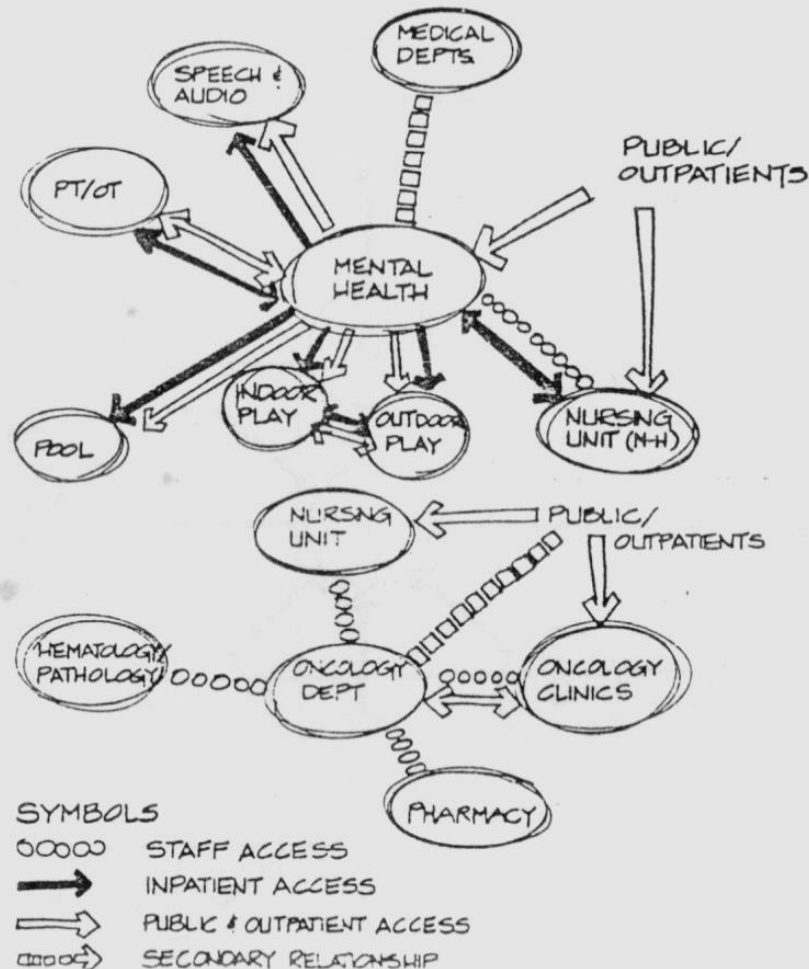 MEDICAL
DEPTS.
SPEECH &
AUDIO
PUBLIC/
OUTPATIENTS
PT/OT
MENTAL
HEALTH
INDOOR
PLAY
OUTDOOR
PLAY
POOL
NURSING
UNIT (M-H)
NURSING
UNIT
PUBLIC/
OUTPATIENTS
HEMATOLOGY/
PATHOLOGY
ONCOLOGY
DEPT
ONCOLOGY
CLINICS
PHARMACY
SYMBOLS
STAFF ACCESS
INPATIENT ACCESS
PUBLIC & OUTPATIENT ACCESS
SECONDARY RELATIONSHIP